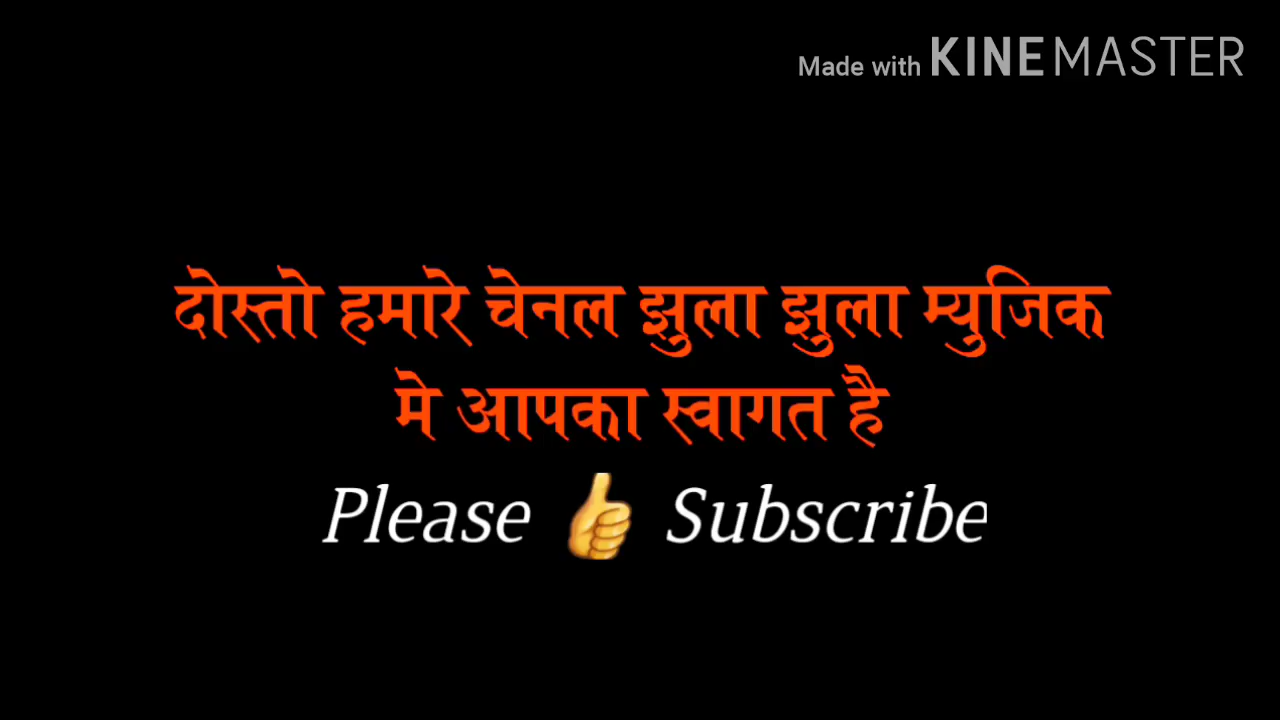 Made with KINEMASTER
दोस्तो हमारे चेनल झुला झुला म्युजिक
मे आपका स्वागत है
Please 👍 Subscribe